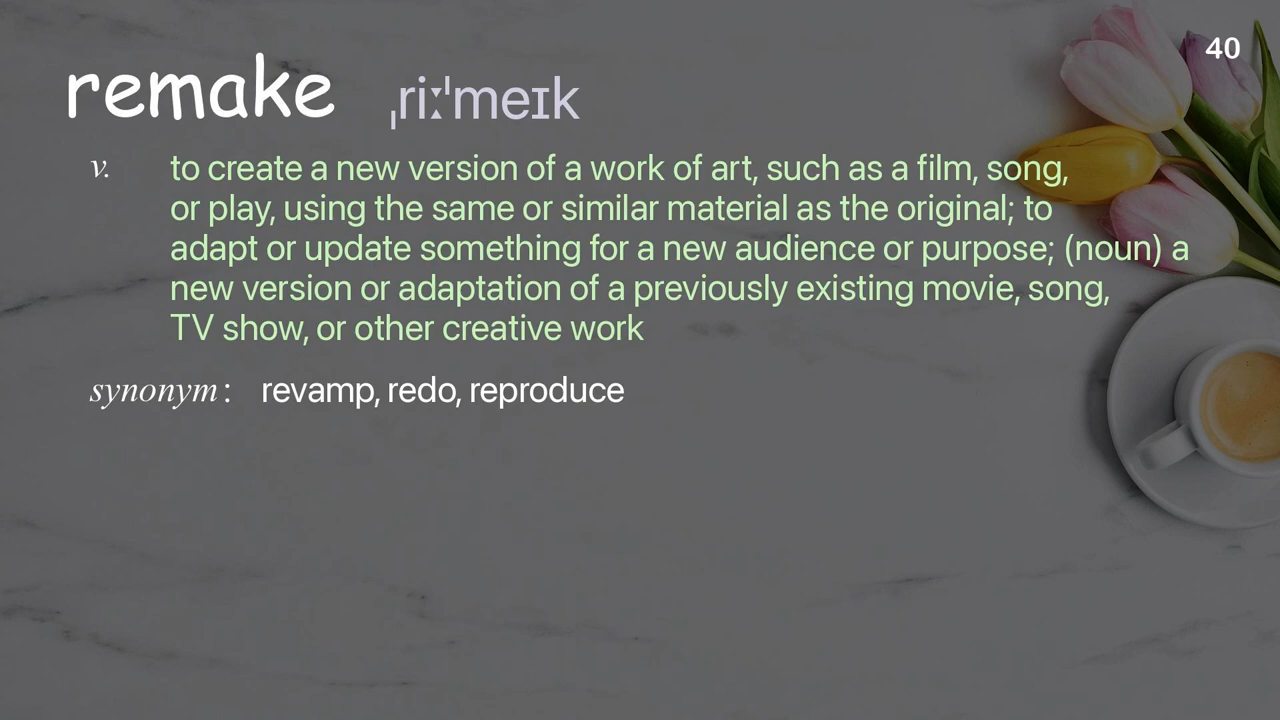 40
remake ˌriːˈmeɪk
v. to create a new version of a work of art, such as a film, song,
or play, using the same or similar material as the original; to
adapt or update something for a new audience or purpose; (noun) a
new version or adaptation of a previously existing movie, song,
TV show, or other creative work
synonym: revamp, redo, reproduce